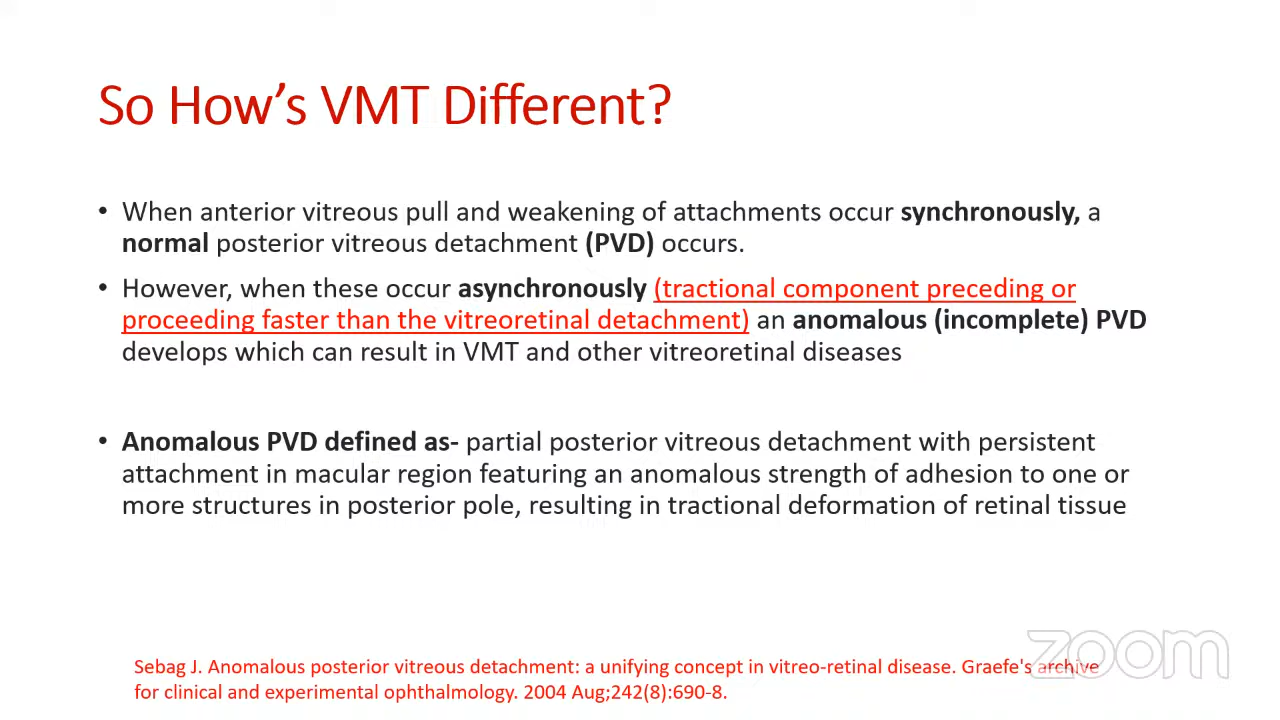 So How's VMT Different?
• When anterior vitreous pull and weakening of attachments occur synchronously, a
normal posterior vitreous detachment (PVD) occurs.
• However, when these occur asynchronously (tractional component preceding or
proceeding faster than the vitreoretinal detachment) an anomalous (incomplete) PVD
develops which can result in VMT and other vitreoretinal diseases
• Anomalous PVD defined as- partial posterior vitreous detachment with persistent
attachment in macular region featuring an anomalous strength of adhesion to one or
more structures in posterior pole, resulting in tractional deformation of retinal tissue
zoom
Sebag J. Anomalous posterior vitreous detachment: a unifying concept in vitreo-retinal disease. Graefe's archive
for clinical and experimental ophthalmology. 2004 Aug;242(8):690-8.